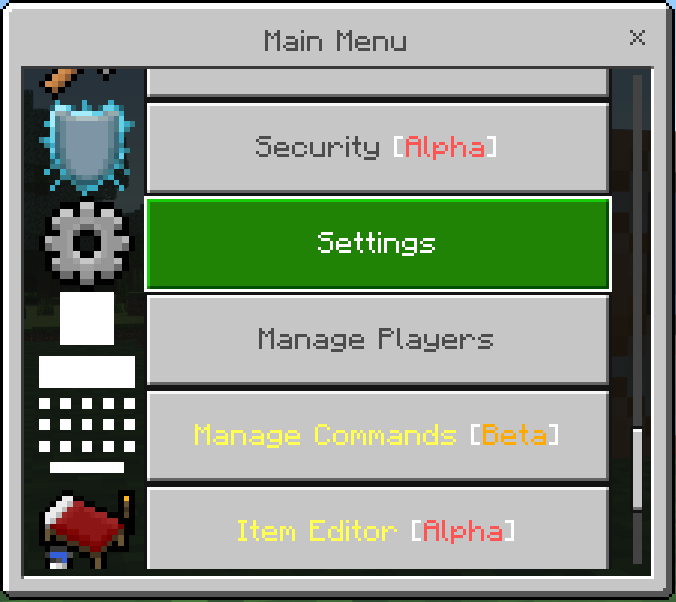 Main Menu
Security [Alpha]
Settings
Manage Players
Manage Commands [Beta]
Item Editor [Alpha]